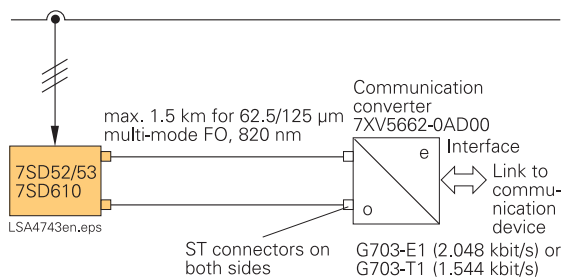 Communication
converter
7XV5662-0AD00
max. 1.5 km for 62.5/125 µm
multi-mode FO, 820 nm
Interface
7SD52/53
7SD610
e
o
Link to
commu-
nication
device
LSA4743en.eps
ST connectors on
both sides
G703-E1 (2.048 kbit/s) or
G703-T1 (1.544 kbit/s)